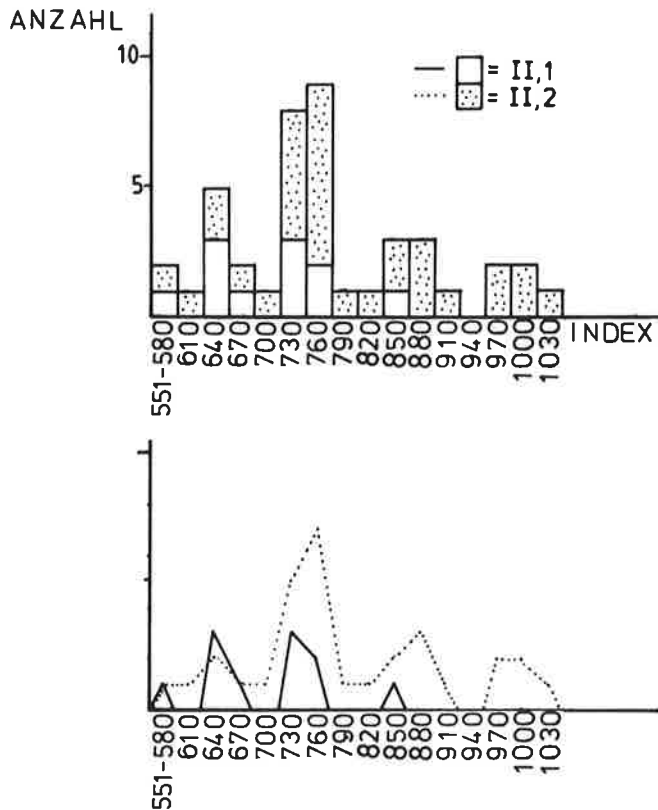 ANZAHL
10
= II,1
= II,2
5
551-580 610 640 670 700 730 760 790 820 850 880 910 940 970 1000 1030 INDEX
551-580 610 640 670 700 730 760 790 820 850 880 910 940 970 1000 1030